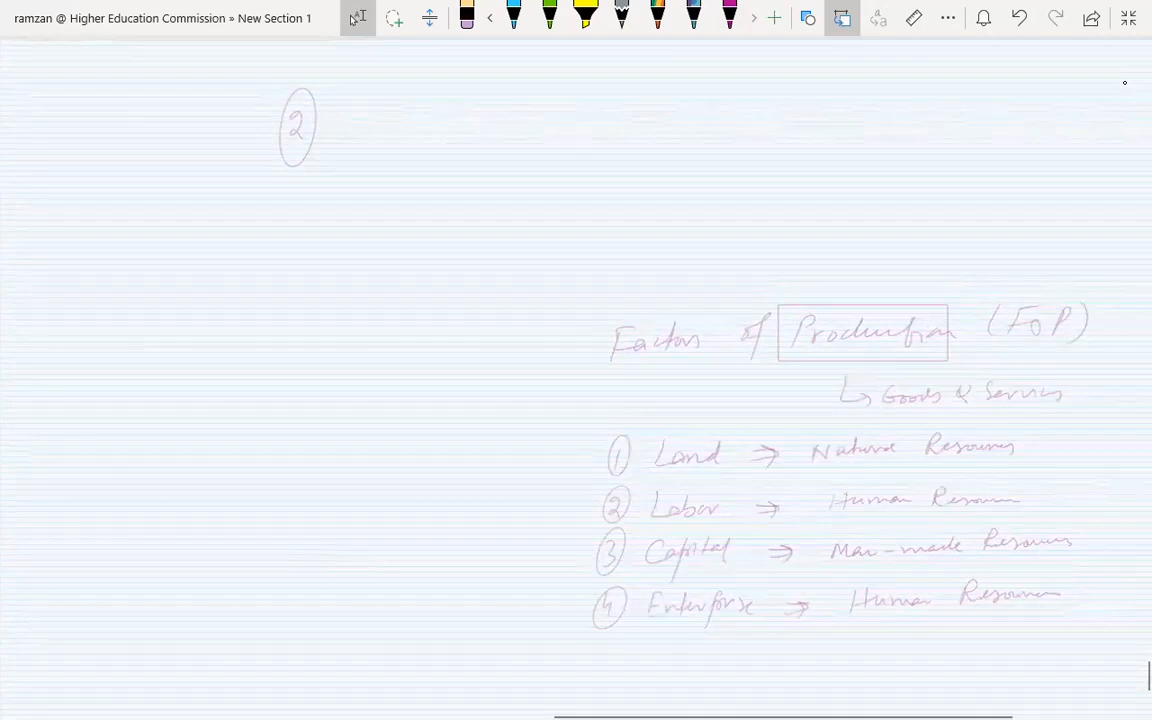 ramzan @ Higher Education Commission » New Section 1
2
Factors of Production (FoP)
↳ Goods & Services
① Land ⇒ Natural Resources
② Labor ⇒ Human Resources
③ Capital ⇒ Man-made Resources
④ Enterprise ⇒ Human Resources